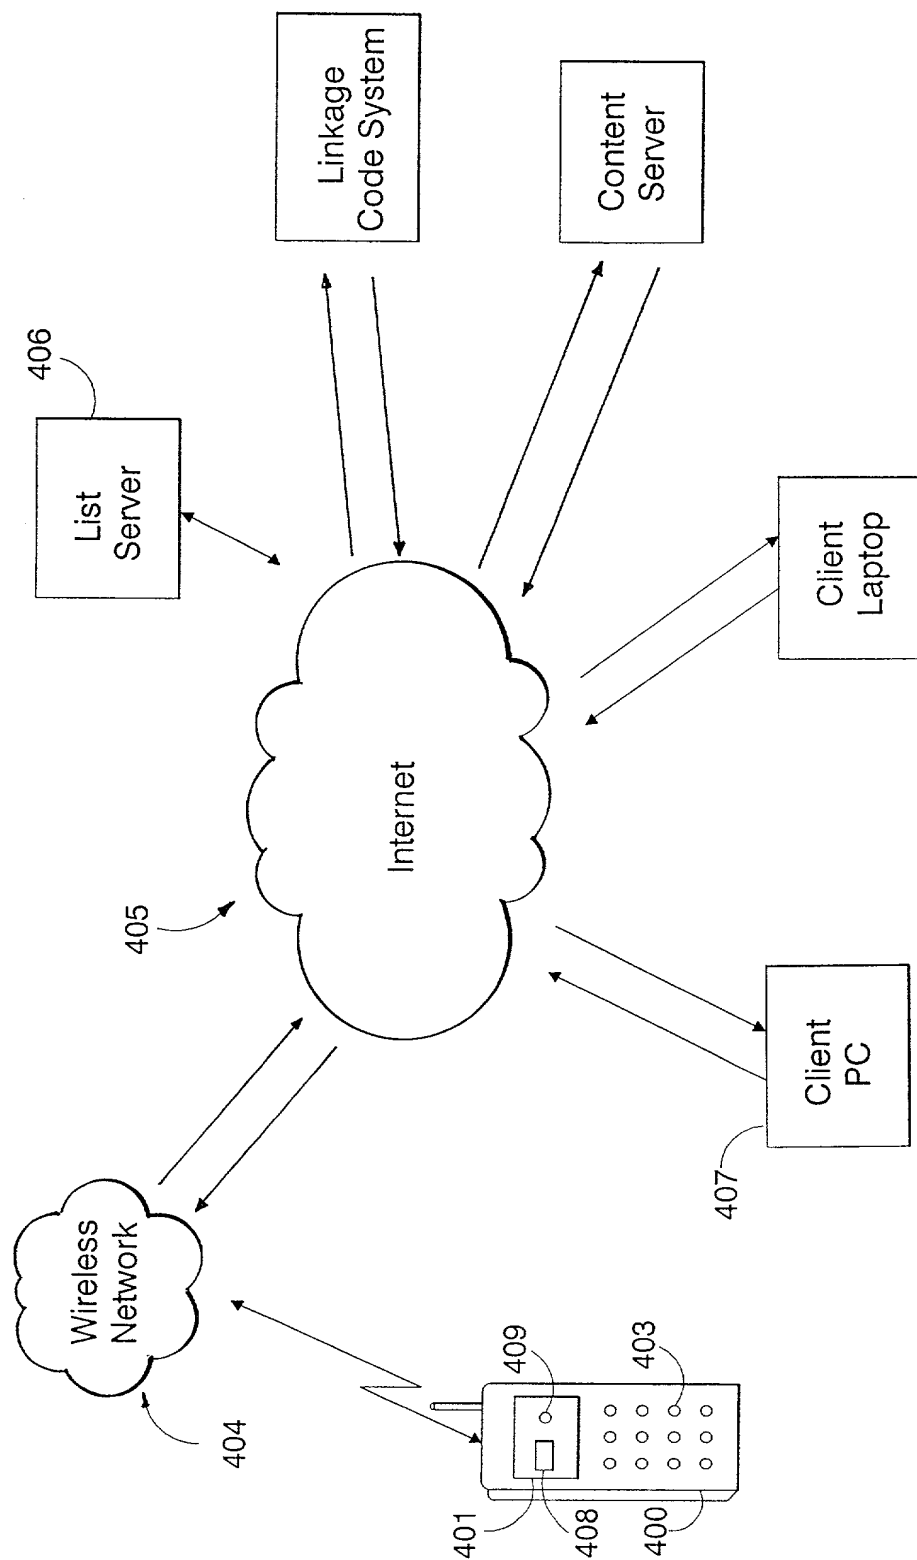 Wireless
Network
404
409
403
401
408
400
405
Internet
List
Server
406
Linkage
Code System
Content
Server
Client
Laptop
Client
PC
407